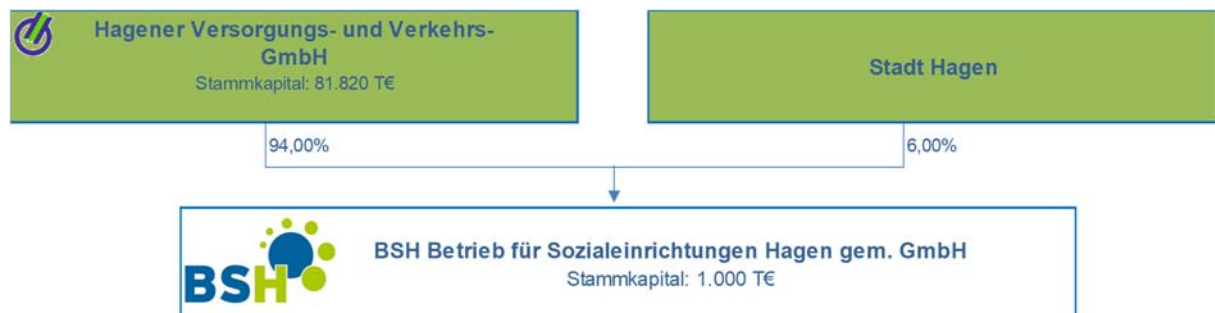 Hagener Versorgungs- und Verkehrs-
GmbH
Stammkapital: 81.820 T€
Stadt Hagen
94,00%
6,00%
BSH
BSH Betrieb für Sozialeinrichtungen Hagen gem. GmbH
Stammkapital: 1.000 T€